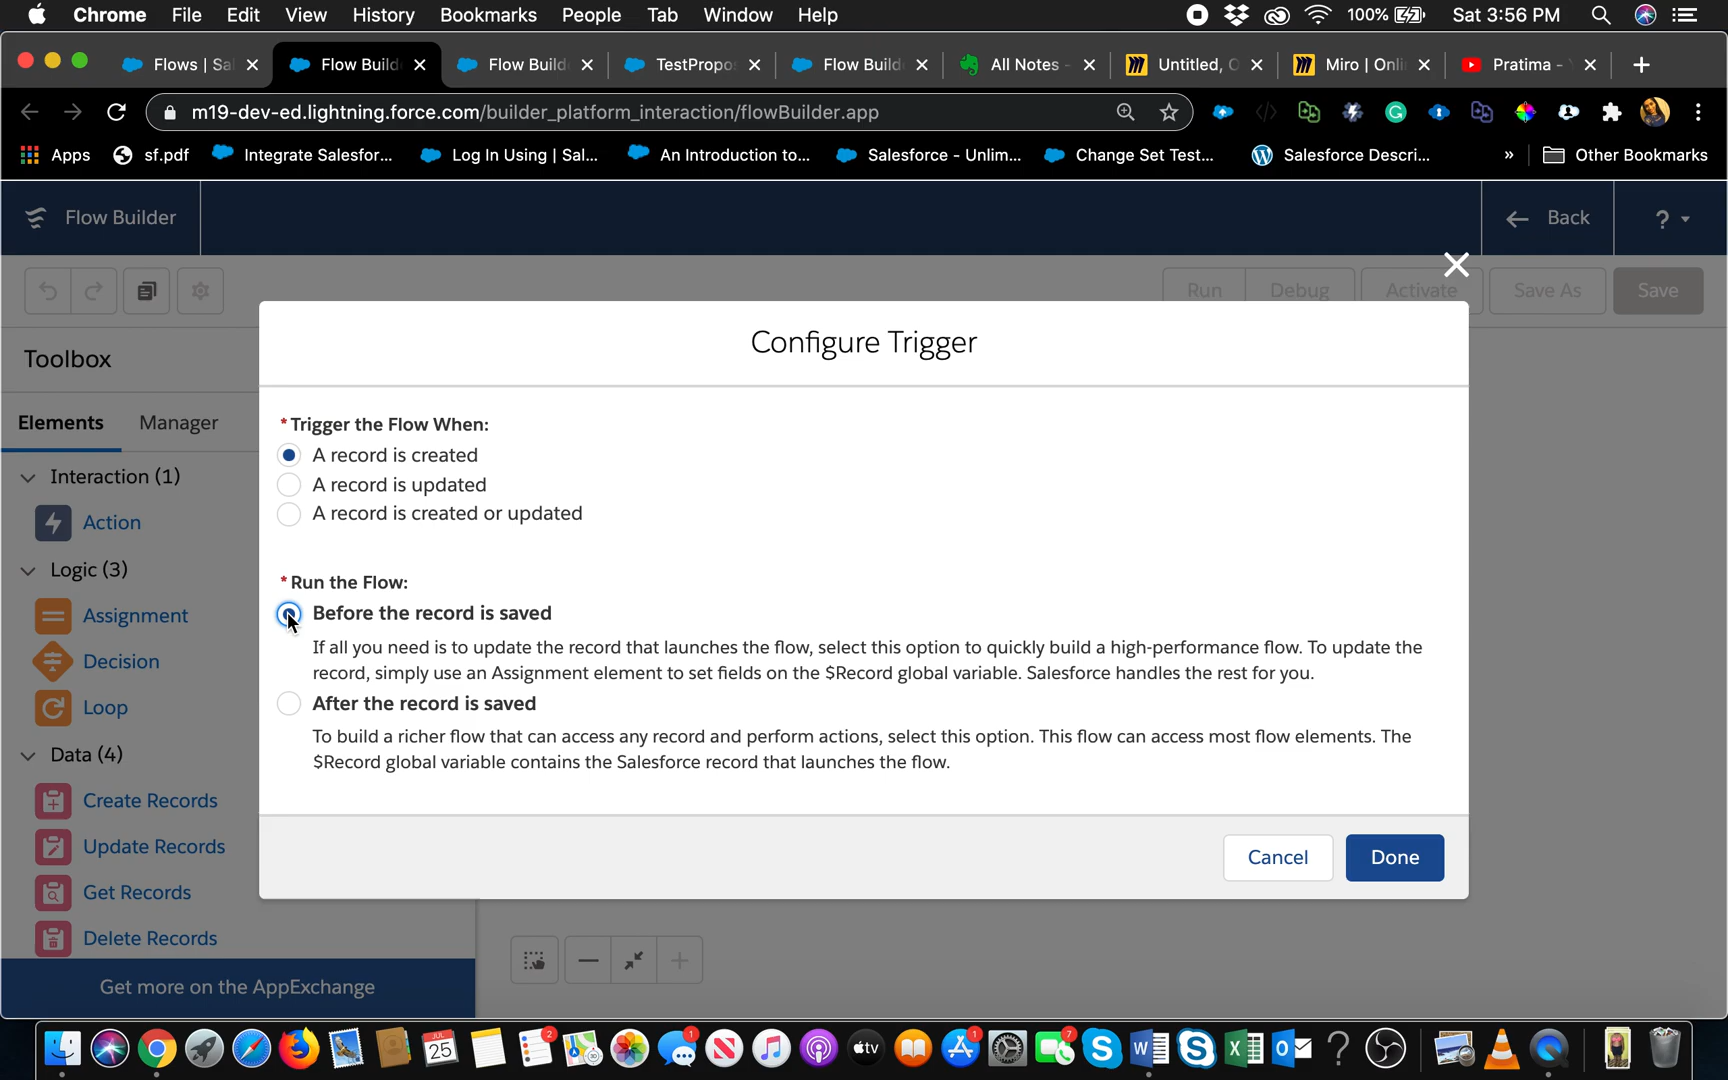 Chrome File Edit View History Bookmarks People Tab Window Help 100% Sat 3:56 PM
Flows | Sa Flow Build Flow Build TestPropo Flow Build All Notes - Untitled, O Miro | Onli Pratima -
m19-dev-ed.lightning.force.com/builder_platform_interaction/flowBuilder.app
Apps sf.pdf Integrate Salesfor... Log In Using | Sal... An Introduction to... Salesforce - Unlim... Change Set Test... Salesforce Descri... » Other Bookmarks
Flow Builder Back ?
Run Debug Activate Save As Save
Configure Trigger
Toolbox
Elements Manager
* Trigger the Flow When:
A record is created
A record is updated
A record is created or updated
Interaction (1)
Action
Logic (3)
Assignment
Decision
Loop
Data (4)
Create Records
Update Records
Get Records
Delete Records
Get more on the AppExchange
* Run the Flow:
Before the record is saved
If all you need is to update the record that launches the flow, select this option to quickly build a high-performance flow. To update the
record, simply use an Assignment element to set fields on the $Record global variable. Salesforce handles the rest for you.
After the record is saved
To build a richer flow that can access any record and perform actions, select this option. This flow can access most flow elements. The
$Record global variable contains the Salesforce record that launches the flow.
Cancel Done
JUL
25
2
1
tv
1
7